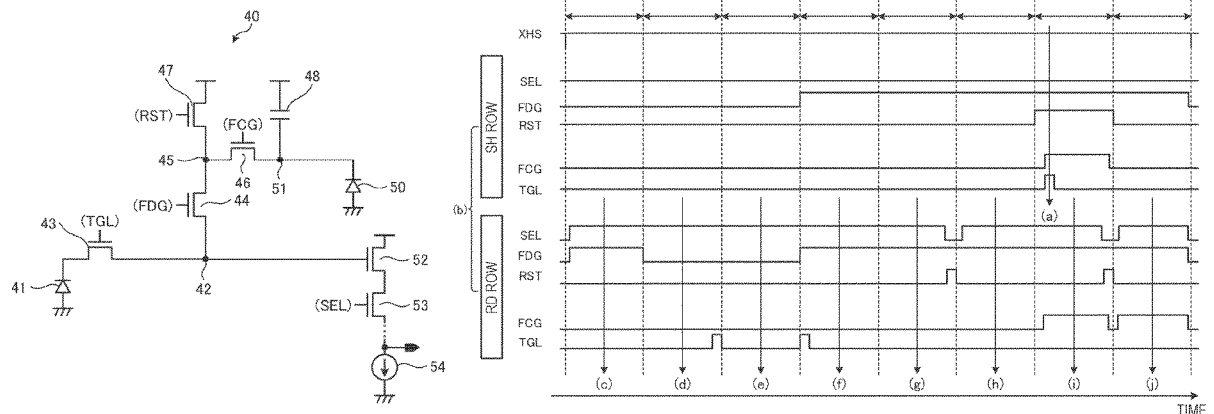 40
47
48
(RST)
(FCG)
45
46
51
50
(FDG)
44
43
(TGL)
42
41
52
(SEL)
53
54
(b)
SH ROW
RD ROW
XHS
SEL
FDG
RST
FCG
TGL
(a)
SEL
FDG
RST
FCG
TGL
(c) (d) (e) (f) (g) (h) (i) (j)
TIME